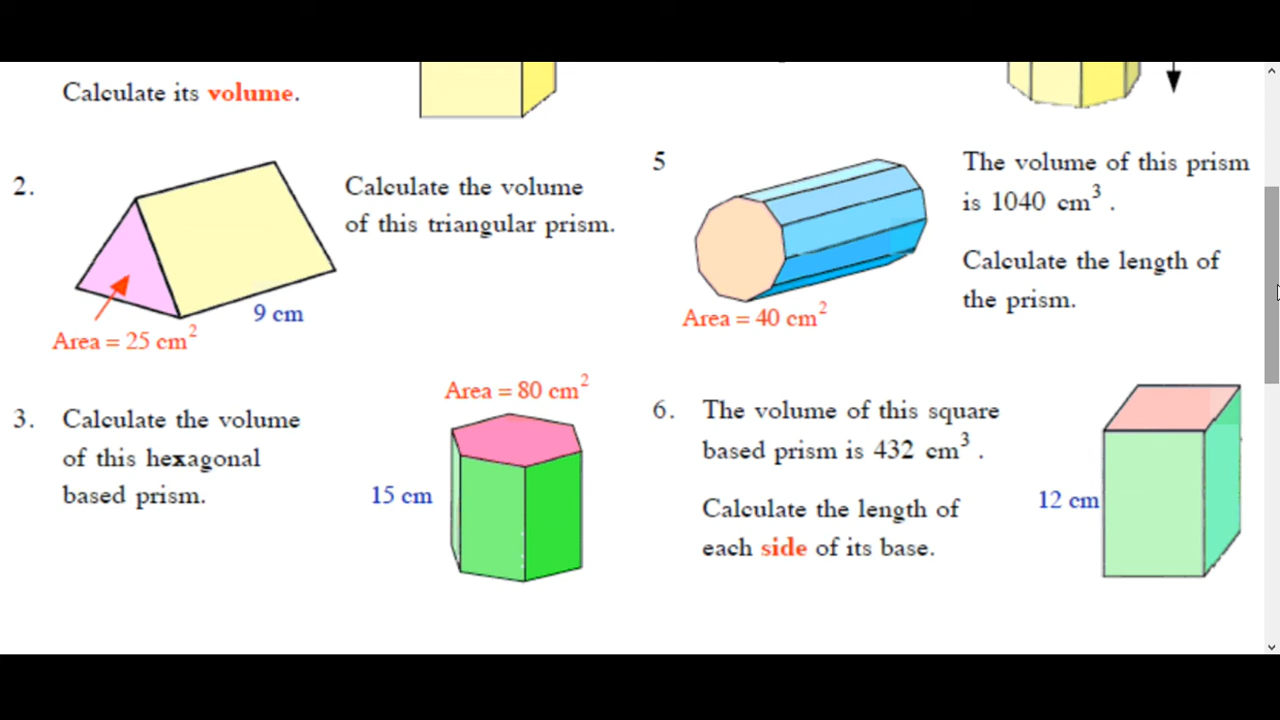 Calculate its volume.
2.
Calculate the volume
of this triangular prism.
9 cm
Area = 25 cm²
3. Calculate the volume
of this hexagonal
based prism.
Area = 80 cm²
15 cm
5
The volume of this prism
is 1040 cm³ .
Calculate the length of
the prism.
Area = 40 cm²
6. The volume of this square
based prism is 432 cm³ .
Calculate the length of
each side of its base.
12 cm